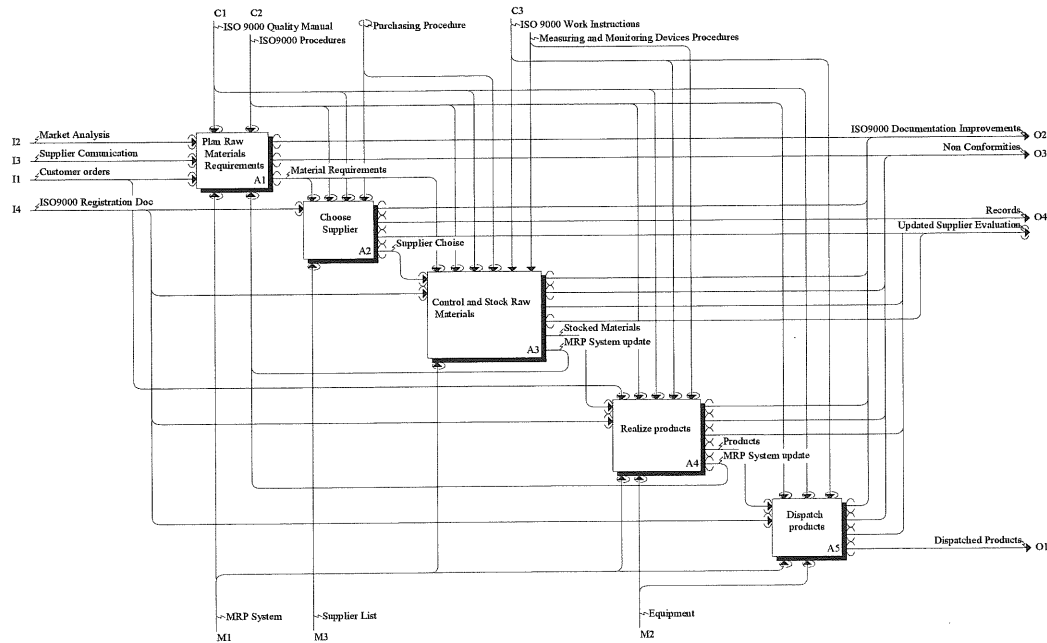 C1
C2
C3
ISO 9000 Quality Manual
ISO9000 Procedures
Purchasing Procedure
ISO 9000 Work Instructions
Measuring and Monitoring Devices Procedures
I2
Market Analysis
I3
Supplier Comunication
I1
Customer orders
I4
ISO9000 Registration Doc
Plan Raw
Materials
Requirements
A1
Material Requirements
ISO9000 Documentation Improvements
O2
Non Conformities
O3
Records
O4
Updated Supplier Evaluation
Choose
Supplier
A2
Supplier Choise
Control and Stock Raw
Materials
A3
Stocked Materials
MRP System update
Realize products
A4
Products
MRP System update
Dispatch
products
A5
Dispatched Products
O1
MRP System
M1
Supplier List
M3
Equipment
M2